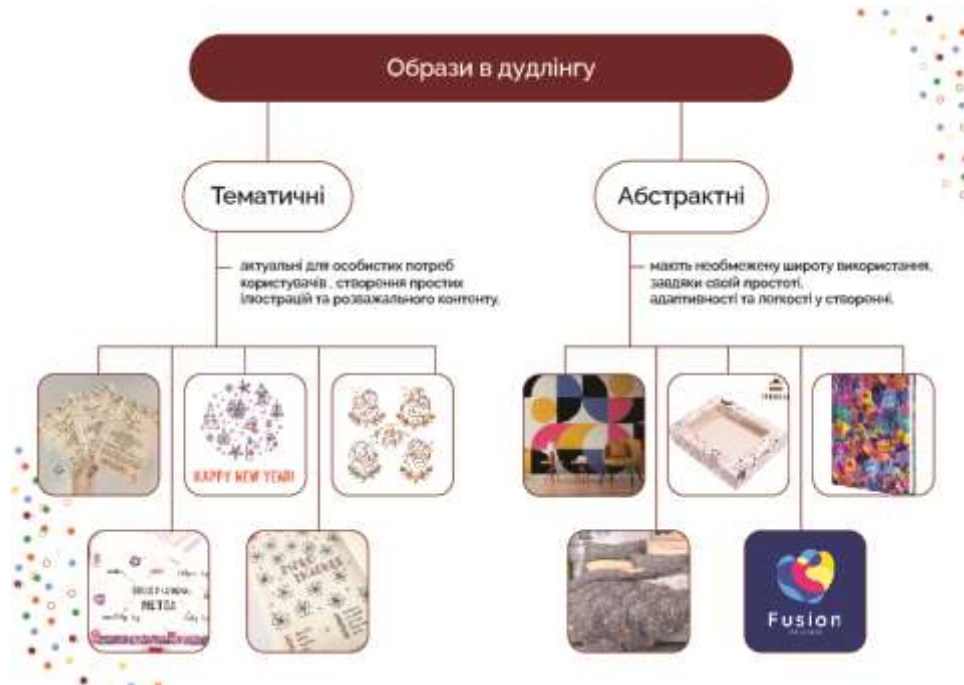 Образи в дудлінгу
Тематичні
Абстрактні
актуальні для особистих потреб
користувачів , створення простих
ілюстрацій та розважального контенту.
мають необмежену широту використання,
завдяки своїй простоті,
адаптивності та легкості у створенні.
HAPPY NEW YEAR!
Fusion